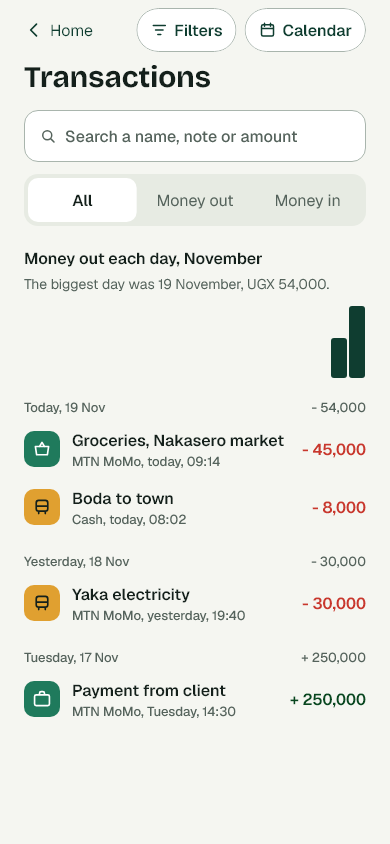 Home
Filters
Calendar
Transactions
Search a name, note or amount
All
Money out
Money in
Money out each day, November
The biggest day was 19 November, UGX 54,000.
Today, 19 Nov
- 54,000
Groceries, Nakasero market
- 45,000
MTN MoMo, today, 09:14
Boda to town
- 8,000
Cash, today, 08:02
Yesterday, 18 Nov
- 30,000
Yaka electricity
- 30,000
MTN MoMo, yesterday, 19:40
Tuesday, 17 Nov
+ 250,000
Payment from client
+ 250,000
MTN MoMo, Tuesday, 14:30